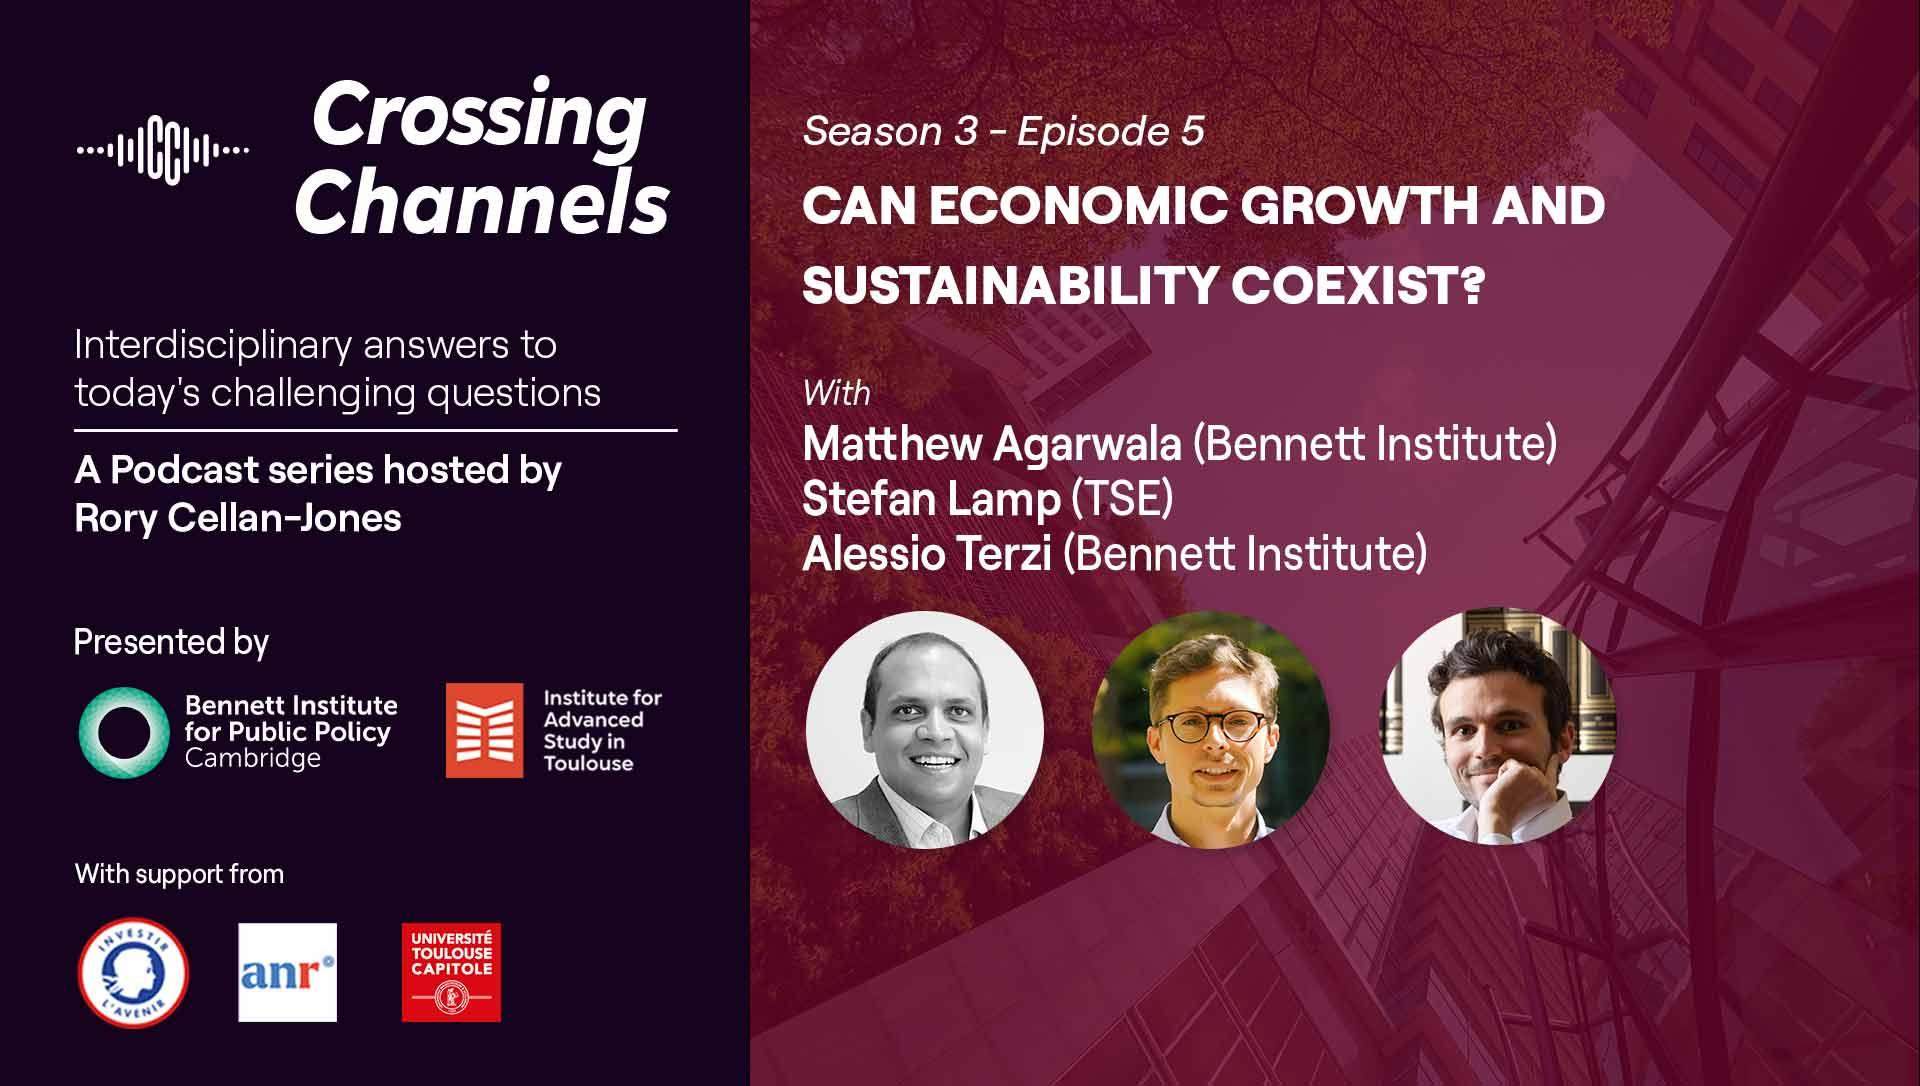 Crossing
Channels
Interdisciplinary answers to
today's challenging questions
A Podcast series hosted by
Rory Cellan-Jones
Presented by
Bennett Institute
for Public Policy
Cambridge
Institute for
Advanced
Study in
Toulouse
With support from
INVESTIR
L'AVENIR
anr
UNIVERSITÉ
TOULOUSE
CAPITOLE
Season 3 - Episode 5
CAN ECONOMIC GROWTH AND
SUSTAINABILITY COEXIST?
With
Matthew Agarwala (Bennett Institute)
Stefan Lamp (TSE)
Alessio Terzi (Bennett Institute)